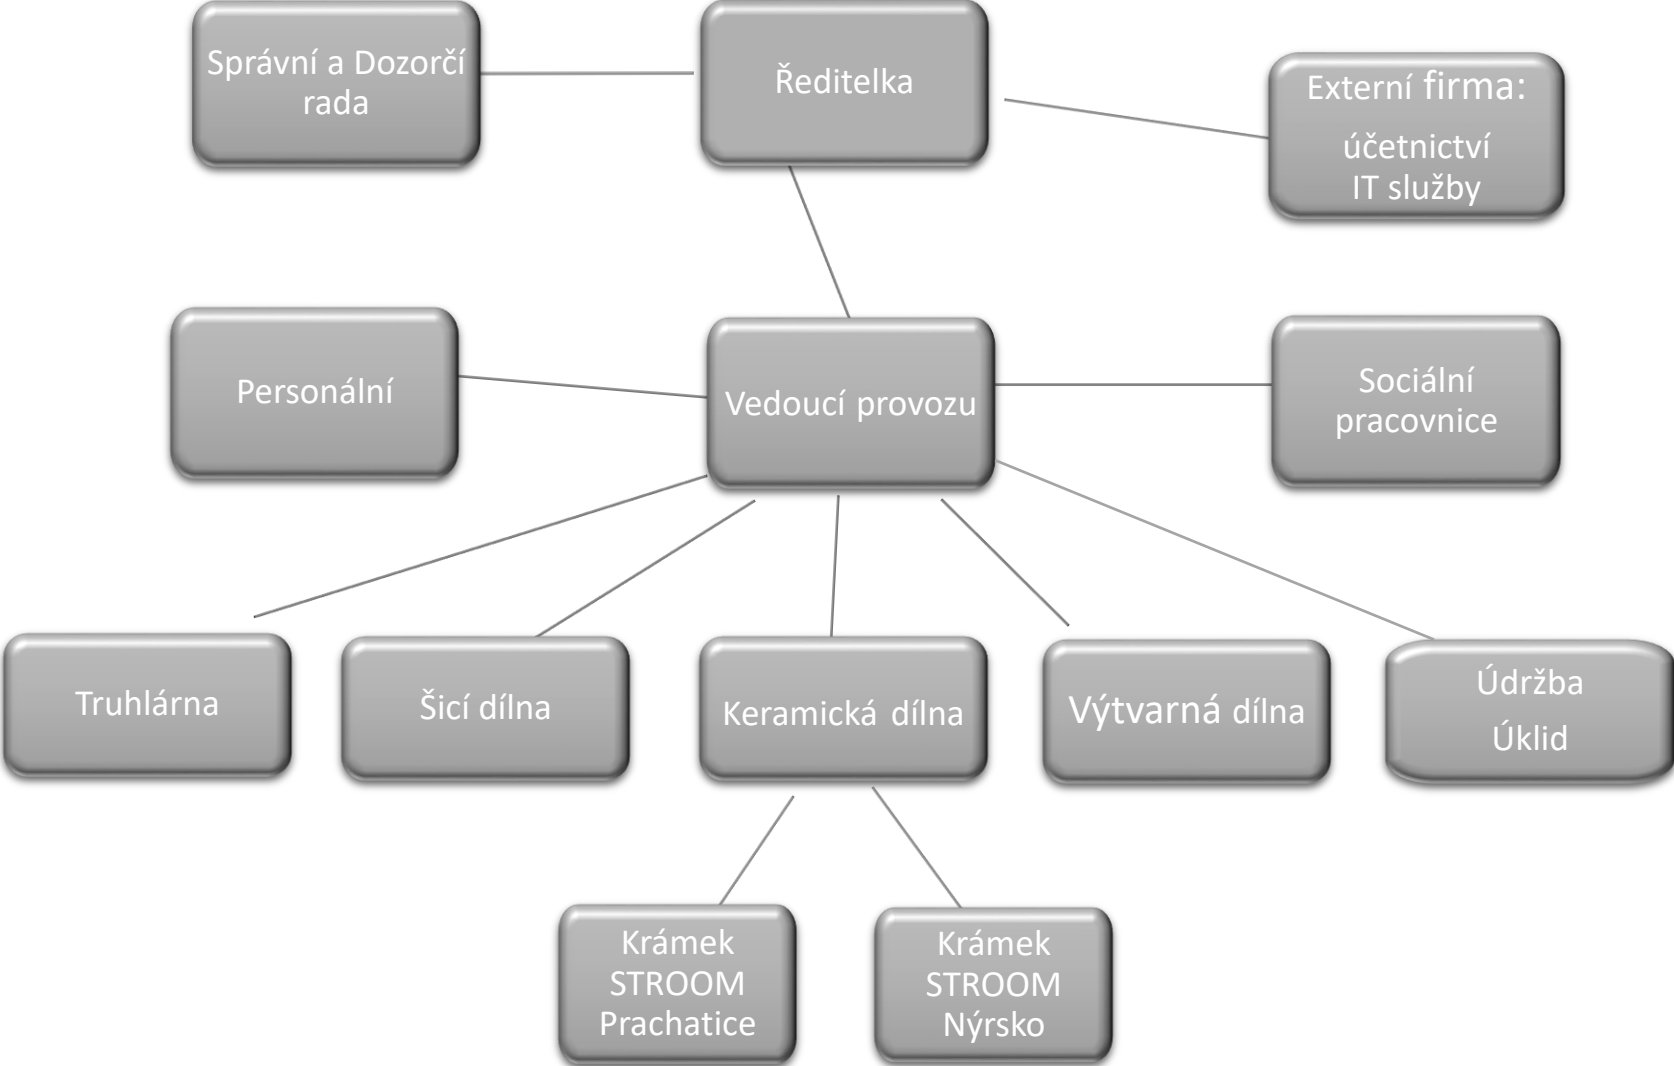 Správní a Dozorčí
rada
Ředitelka
Externí firma:
účetnictví
IT služby
Personální
Vedoucí provozu
Sociální
pracovnice
Truhlárna
Šicí dílna
Keramická dílna
Výtvarná dílna
Údržba
Úklid
Krámek
STROOM
Prachatice
Krámek
STROOM
Nýrsko